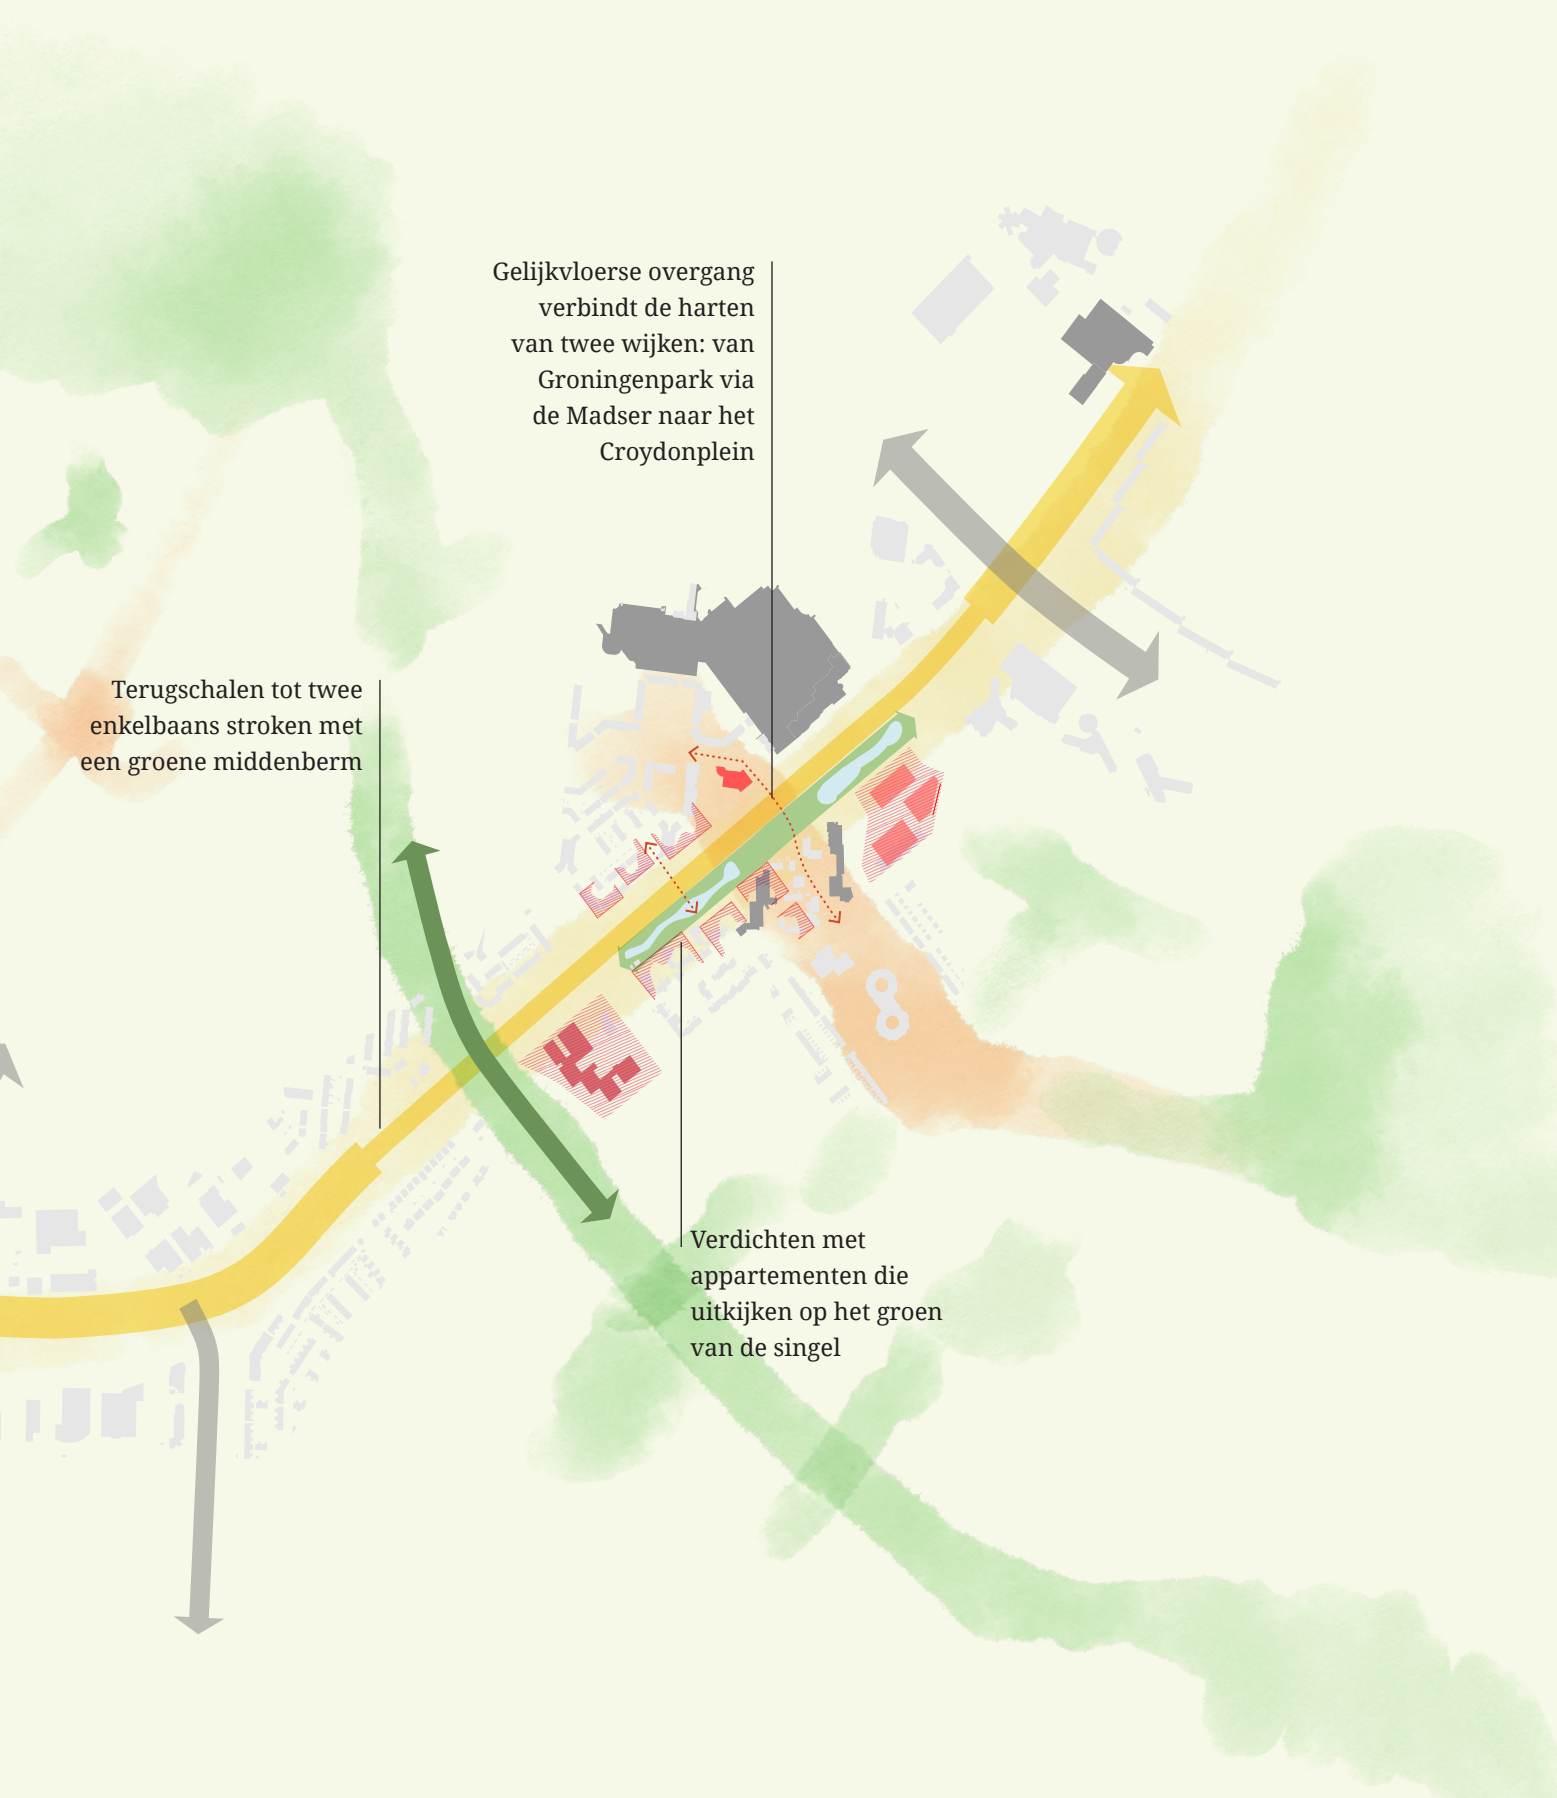 Gelijkvloerse overgang
verbindt de harten
van twee wijken: van
Groningenpark via
de Madser naar het
Croydonplein
Terugschalen tot twee
enkelbaans stroken met
een groene middenberm
Verdichten met
appartementen die
uitkijken op het groen
van de singel